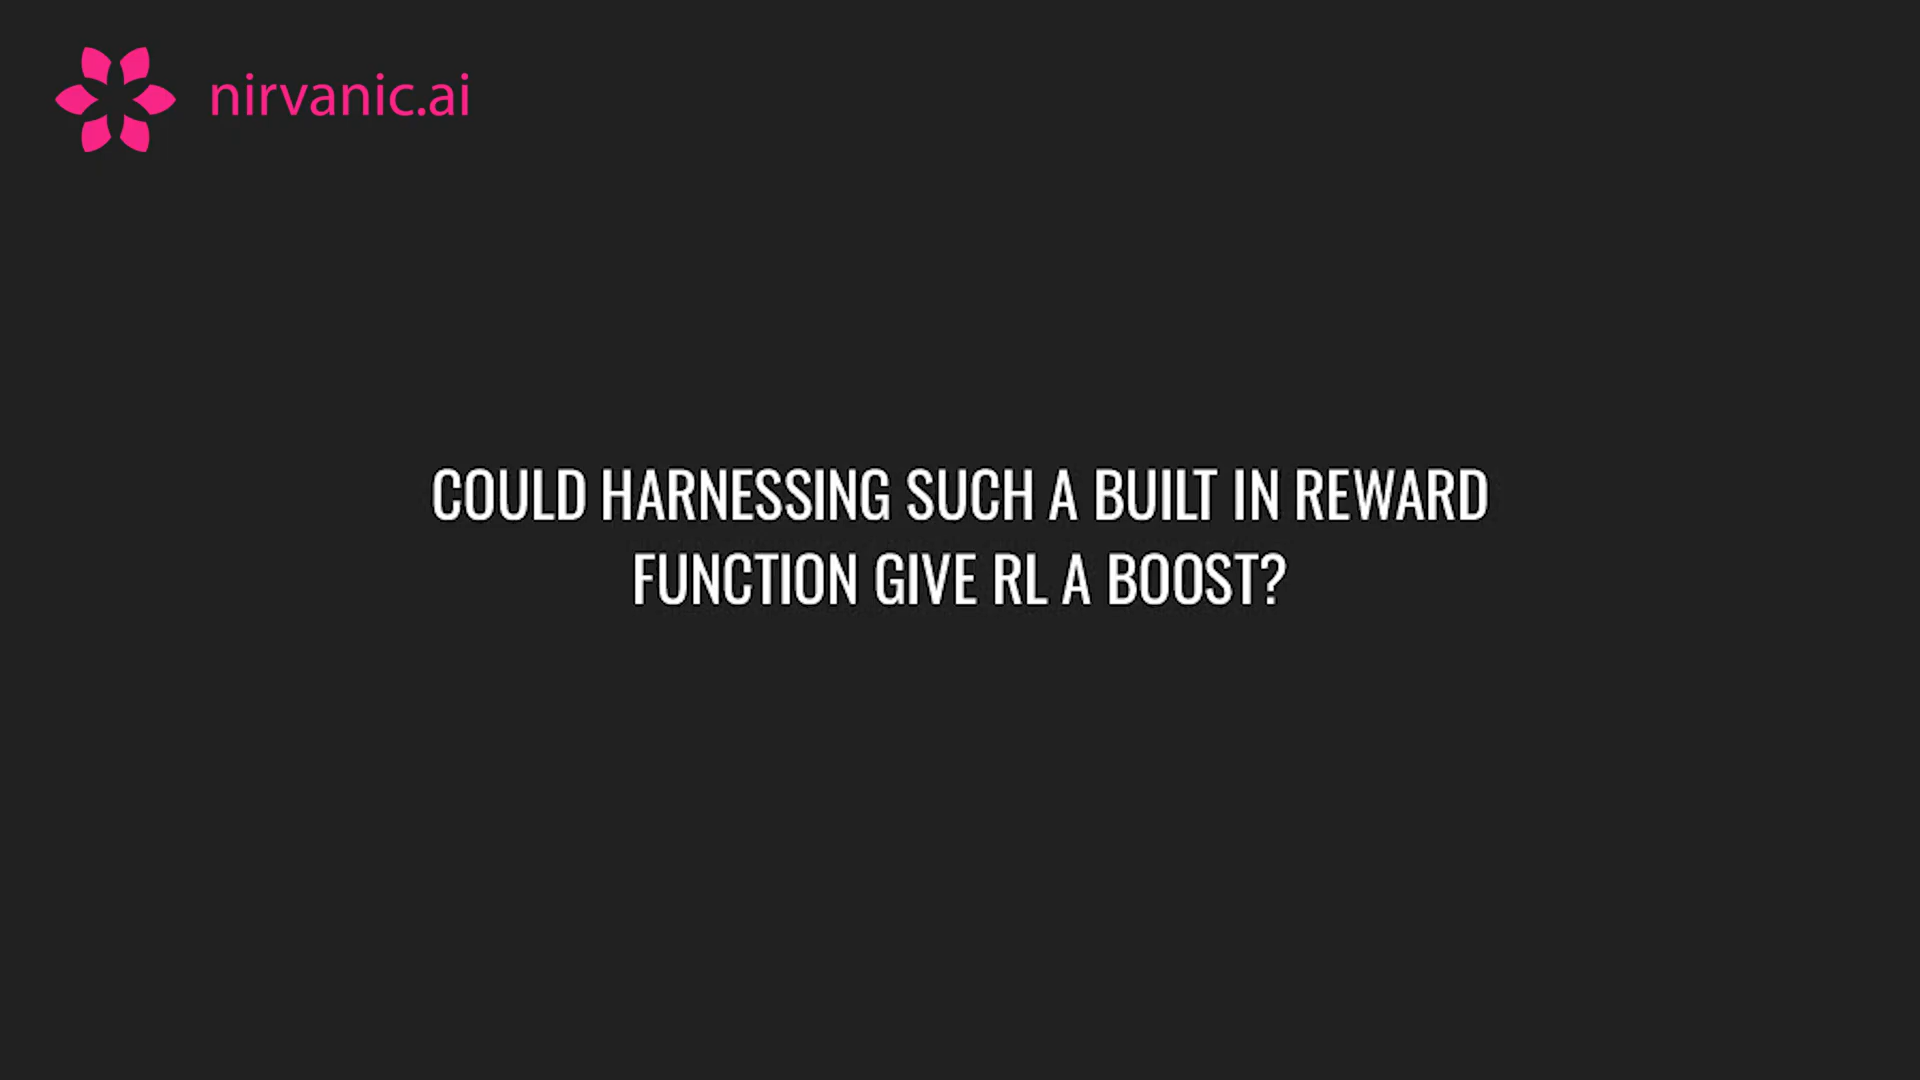 nirvanic.ai
COULD HARNESSING SUCH A BUILT IN REWARD
FUNCTION GIVE RL A BOOST?